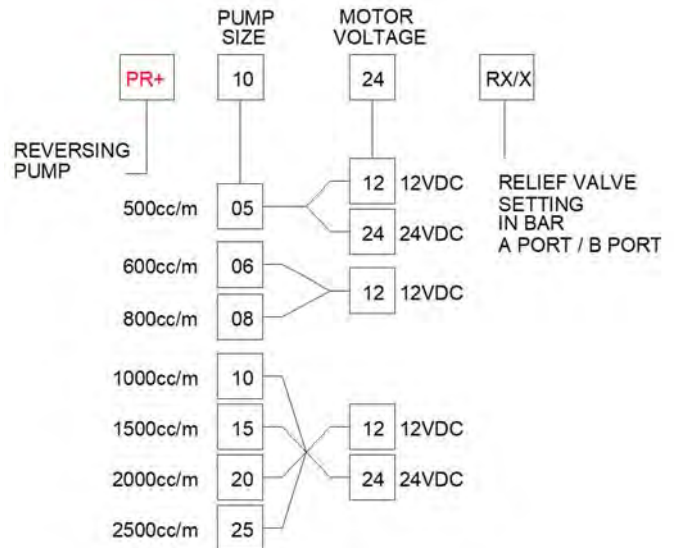 PUMP
SIZE
MOTOR
VOLTAGE
PR+
10
24
RX/X
REVERSING
PUMP
RELIEF VALVE
SETTING
IN BAR
A PORT / B PORT
500cc/m 05
12 12VDC
24 24VDC
600cc/m 06
800cc/m 08
12 12VDC
1000cc/m 10
1500cc/m 15
2000cc/m 20
2500cc/m 25
12 12VDC
24 24VDC